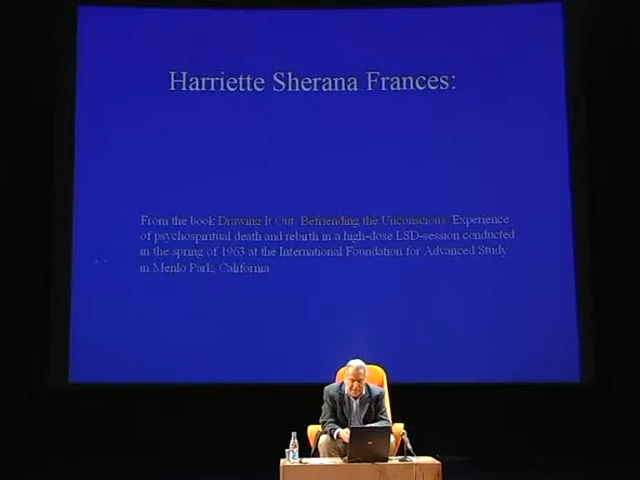 Harriette Sherana Frances:
From the book Drawing It Out: Befriending the Unconscious. Experience
of psychospiritual death and rebirth in a high-dose LSD-session conducted
in the spring of 1963 at the International Foundation for Advanced Study
in Menlo Park, California